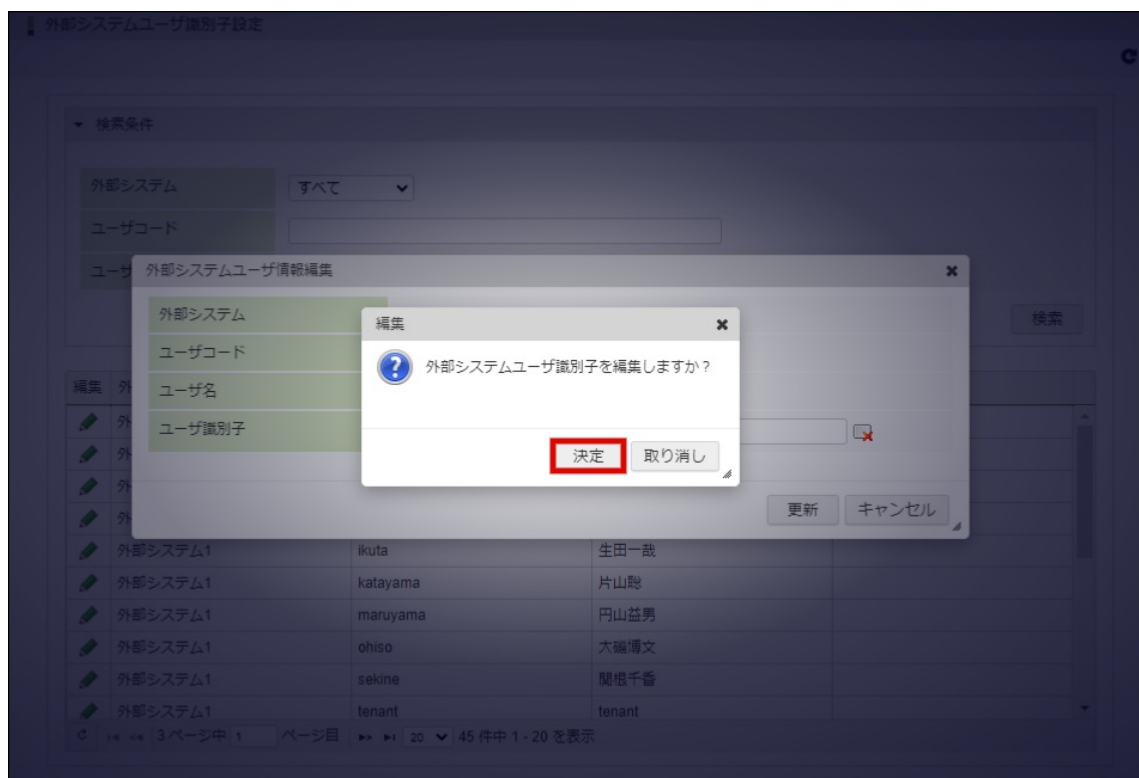 外部システムユーザ識別子設定
検索条件
外部システム
すべて
ユーザコード
ユーザ
外部システムユーザ情報編集
外部システム
編集
検索
ユーザコード
外部システムユーザ識別子を編集しますか？
編集 外
ユーザ名
外
ユーザ識別子
外
決定 取り消し
外
外
更新 キャンセル
外部システム1 ikuta 生田一哉
外部システム1 katayama 片山聡
外部システム1 maruyama 円山益男
外部システム1 ohiso 大磯博文
外部システム1 sekine 関根千香
外部システム1 tenant tenant
3 ページ中 1 ページ目 20 45 件中 1 - 20 を表示